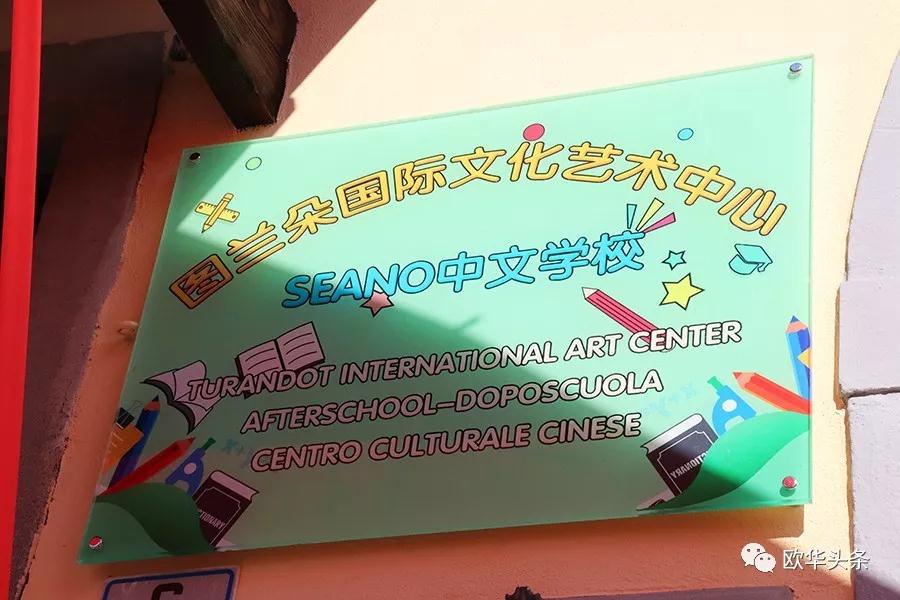 图兰朵国际文化艺术中心
SEANO中文学校
TURANDOT INTERNATIONAL ART CENTER
AFTERSCHOOL–DOPOSCUOLA
CENTRO CULTURALE CINESE
DICTIONARY
欧华头条